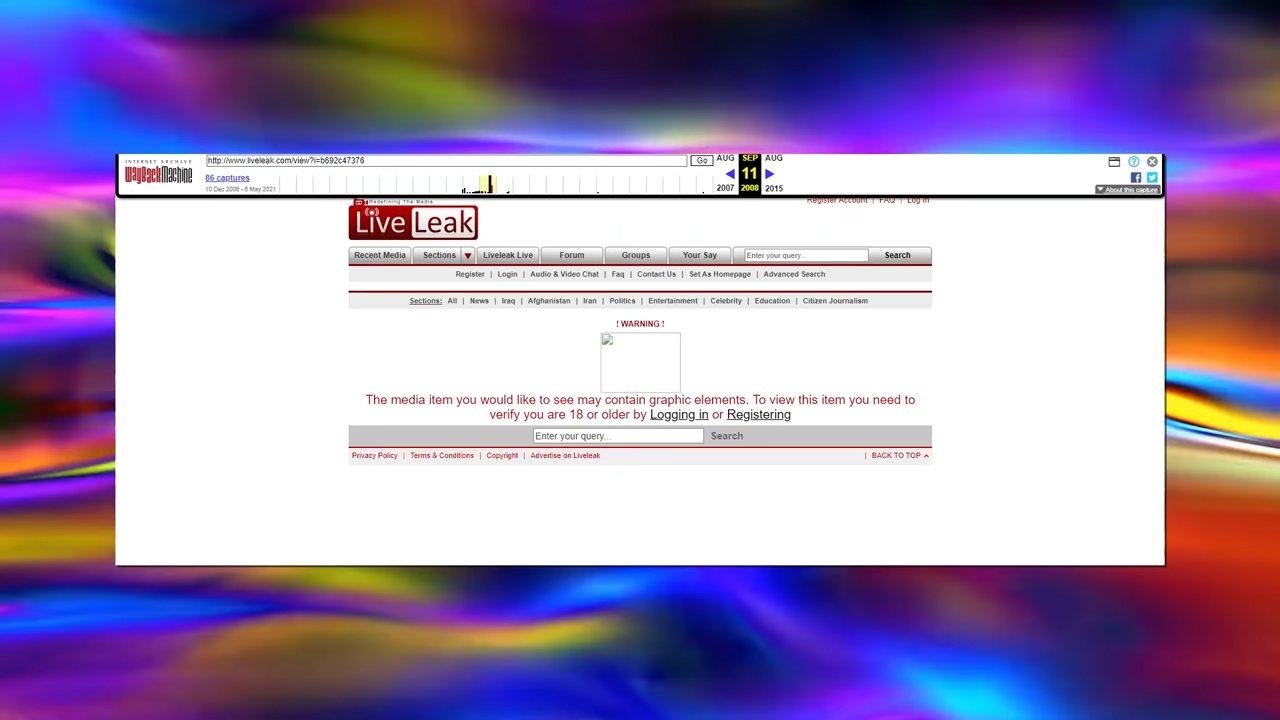 INTERNET ARCHIVE
WayBackMachine
http://www.liveleak.com/view?i=b692c47376
Go
AUG
SEP
AUG
86 captures
11
10 Dec 2006 - 6 May 2021
2007
2008
2015
About this capture
Redefining The Media
Register Account | FAQ | Log In
LiveLeak
Recent Media
Sections
Liveleak Live
Forum
Groups
Your Say
Enter your query...
Search
Register | Login | Audio & Video Chat | Faq | Contact Us | Set As Homepage | Advanced Search
Sections: All | News | Iraq | Afghanistan | Iran | Politics | Entertainment | Celebrity | Education | Citizen Journalism
! WARNING !
The media item you would like to see may contain graphic elements. To view this item you need to
verify you are 18 or older by Logging in or Registering
Enter your query... Search
Privacy Policy | Terms & Conditions | Copyright | Advertise on Liveleak | BACK TO TOP